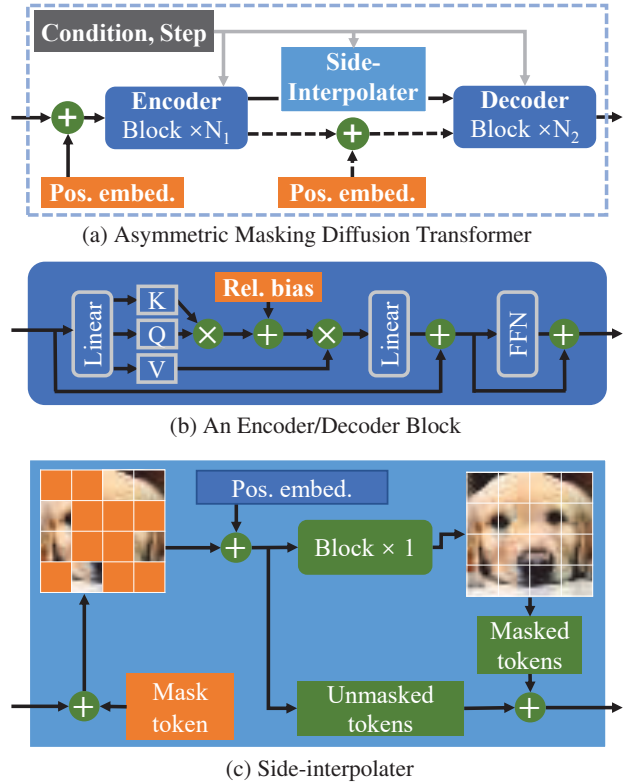 Condition, Step
Side-
Interpolater
Encoder
Block ×N₁
Decoder
Block ×N₂
+
+
Pos. embed.
Pos. embed.
(a) Asymmetric Masking Diffusion Transformer
Rel. bias
Linear
K
Q
V
×
+
×
Linear
+
FFN
+
(b) An Encoder/Decoder Block
Pos. embed.
+
Block × 1
Masked
tokens
+
Mask
token
Unmasked
tokens
+
(c) Side-interpolater